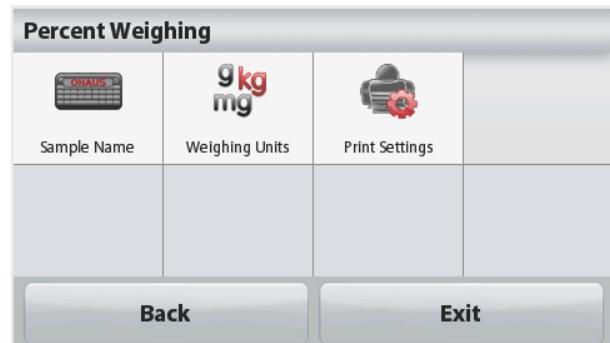 Percent Weighing
OHAUS
g kg
mg
Sample Name
Weighing Units
Print Settings
Back
Exit